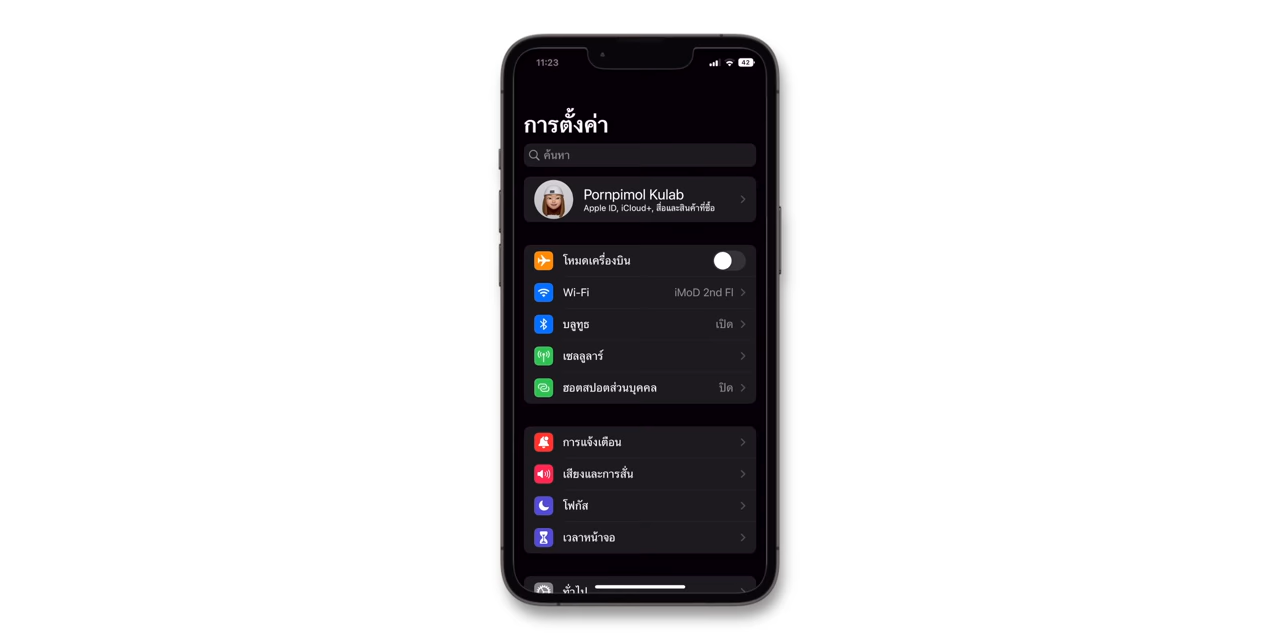 11:23
42
การตั้งค่า
ค้นหา
Pornpimol Kulab
Apple ID, iCloud+, สื่อและสินค้าที่ซื้อ
โหมดเครื่องบิน
Wi-Fi iMoD 2nd Fl
บลูทูธ เปิด
เซลลูลาร์
ฮอตสปอตส่วนบุคคล ปิด
การแจ้งเตือน
เสียงและการสั่น
โฟกัส
เวลาหน้าจอ
ทั่วไป